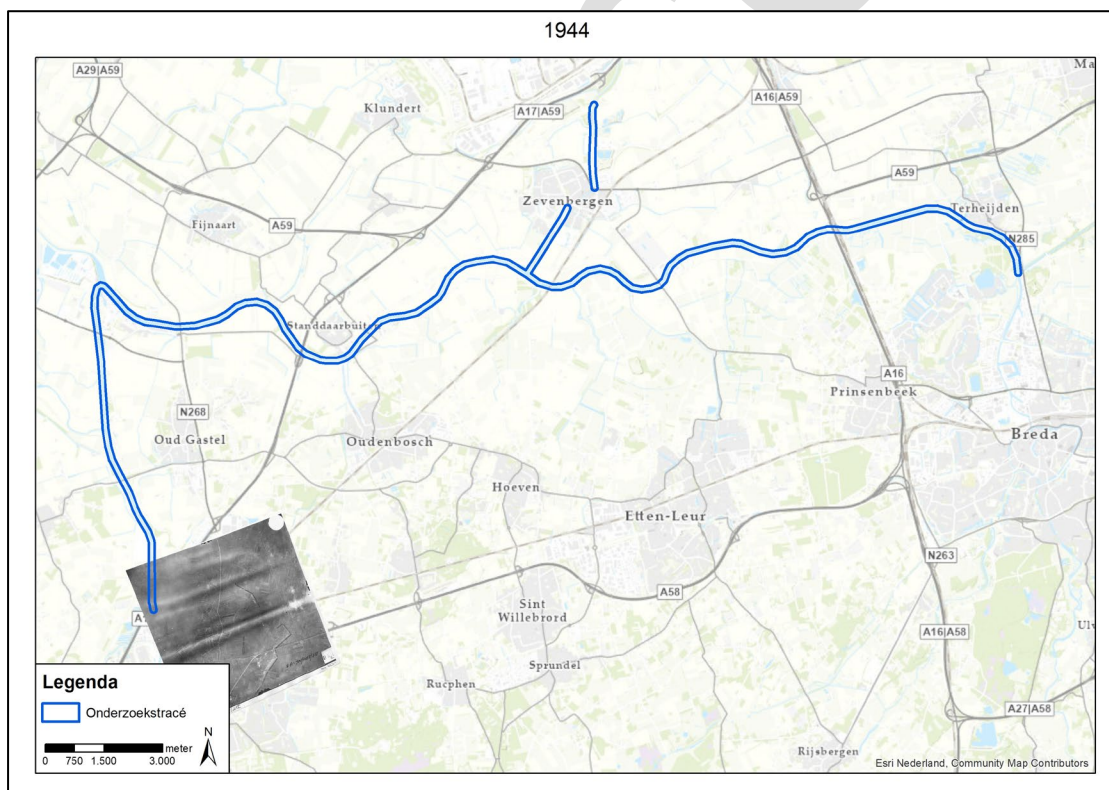 1944
A29|A59
Klundert
A17|A59
A16|A59
Ma
Zevenbergen
A59
Terheijden
Fijnaart
A59
N285
Standdaarbuiten
A16
Prinsenbeek
N268
Oud Gastel
Oudenbosch
Breda
Hoeven
Etten-Leur
N263
A58
Sint
Willebrord
A1
A16|A58
Ulv
Sprundel
Rucphen
A27|A58
Rijsbergen
Legenda
Onderzoekstracé
N
meter
0 750 1.500 3.000
Esri Nederland, Community Map Contributors